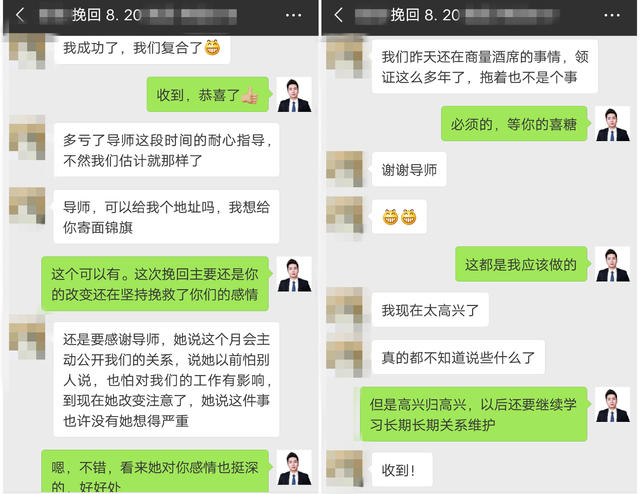 挽回 8. 20
我成功了，我们复合了
收到，恭喜了
多亏了导师这段时间的耐心指导，
不然我们估计就那样了
导师，可以给我个地址吗，我想给
你寄面锦旗
这个可以有。这次挽回主要还是你
的改变还在坚持挽救了你们的感情
还是要感谢导师，她说这个月会主
动公开我们的关系，说她以前怕别
人说，也怕对我们的工作有影响，
到现在她改变注意了，她说这件事
也许没有她想得严重
嗯，不错，看来她对你感情也挺深
的，好好处
挽回 8. 20
我们昨天还在商量酒席的事情，领
证这么多年了，拖着也不是个事
必须的，等你的喜糖
谢谢导师
这都是我应该做的
我现在太高兴了
真的都不知道说些什么了
但是高兴归高兴，以后还要继续学
习长期长期关系维护
收到！